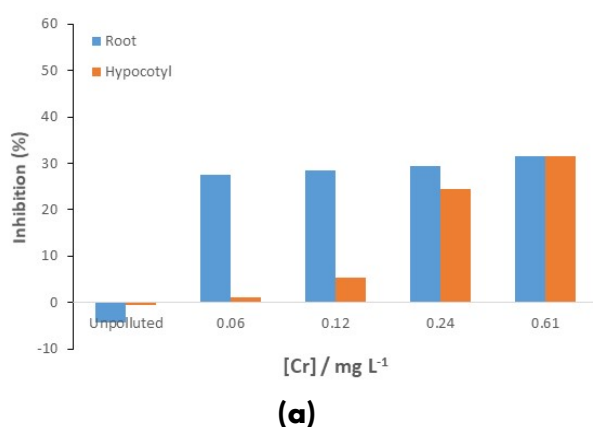 60
50
40
30
20
10
0
-10
Inhibition (%)
Root
Hypocotyl
Unpolluted 0.06 0.12 0.24 0.61
[Cr] / mg L⁻¹
(a)